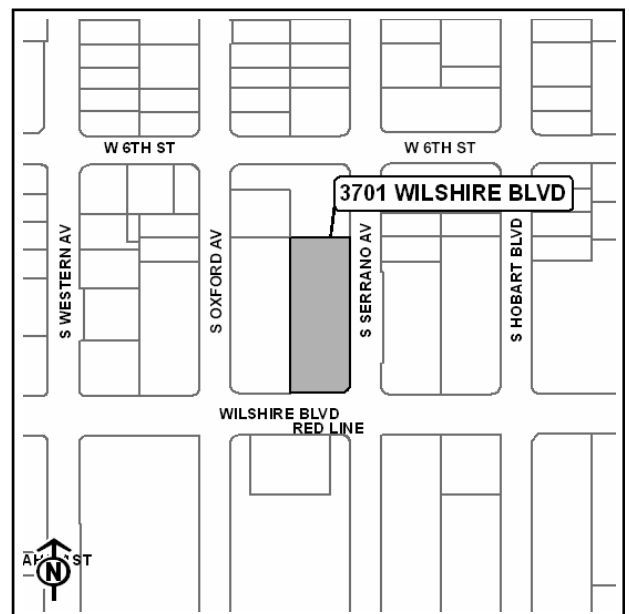 W 6TH ST
W 6TH ST
3701 WILSHIRE BLVD
S WESTERN AV
S OXFORD AV
S SERRANO AV
S HOBART BLVD
WILSHIRE BLVD
RED LINE
ST
N